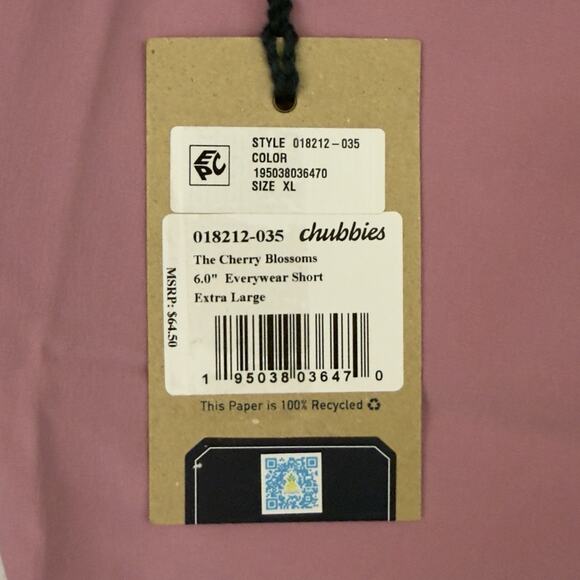 STYLE 018212-035
COLOR
195038036470
SIZE XL
EPC
018212-035 chubbies
The Cherry Blossoms
6.0" Everywear Short
Extra Large
MSRP: $64.50
1 95038 03647 0
This Paper is 100% Recycled